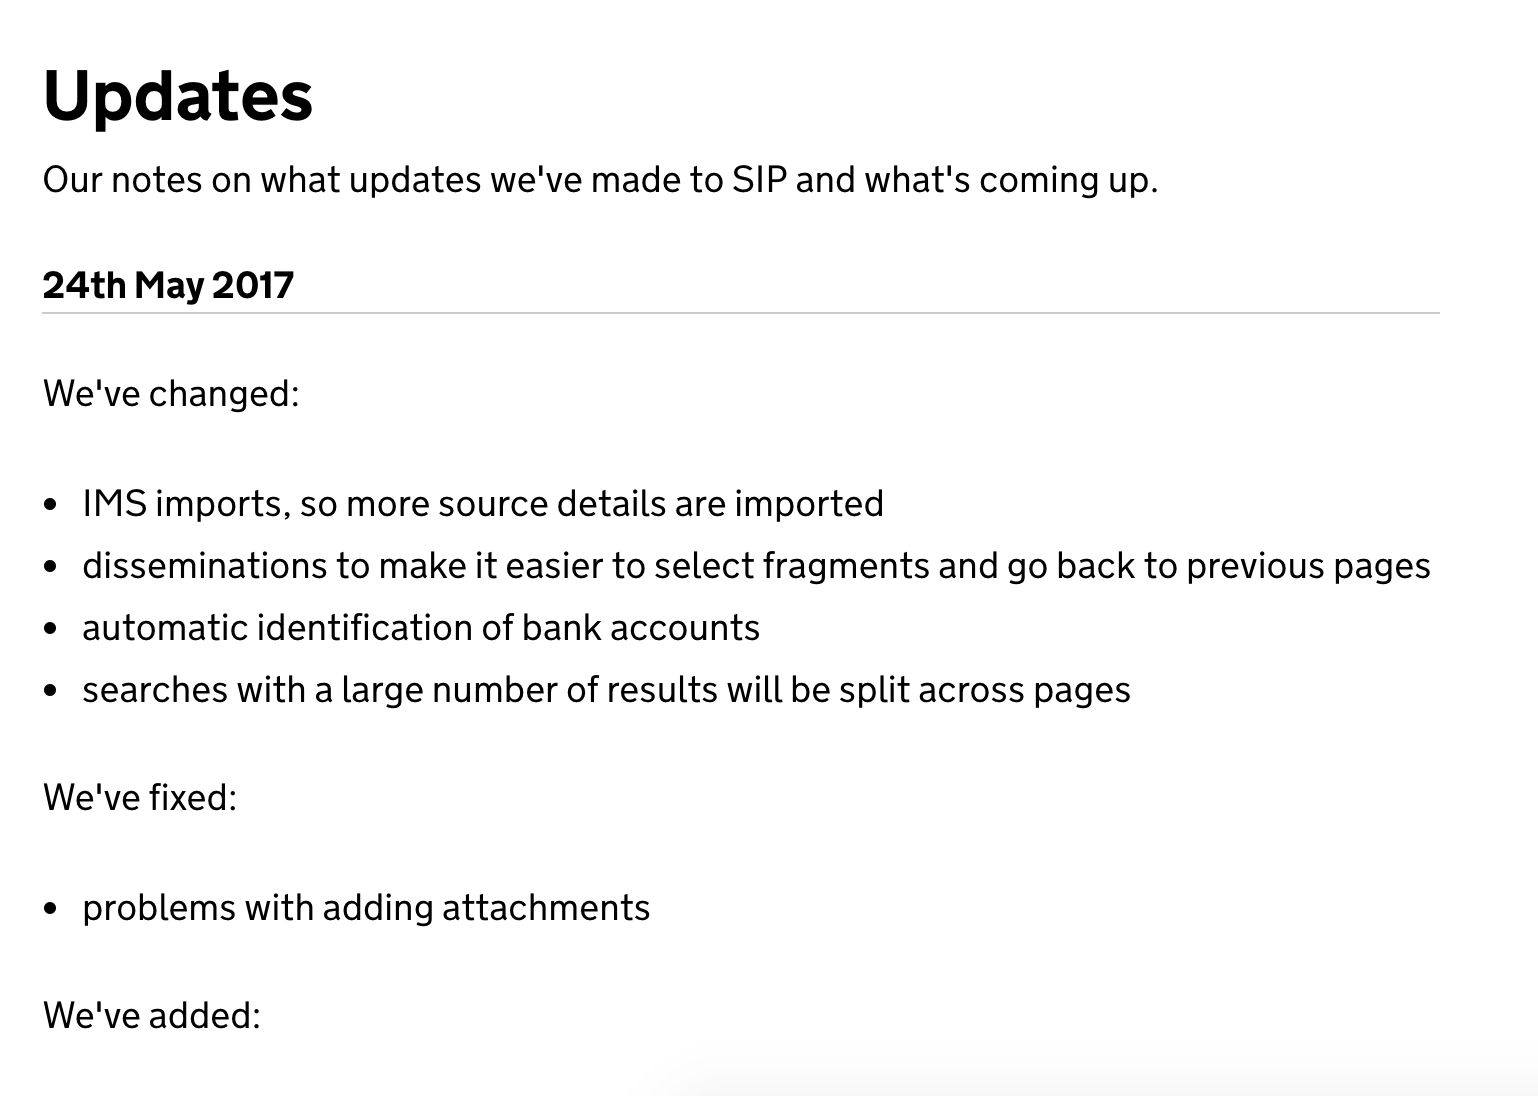 Updates
Our notes on what updates we've made to SIP and what's coming up.
24th May 2017
We've changed:
• IMS imports, so more source details are imported
• disseminations to make it easier to select fragments and go back to previous pages
• automatic identification of bank accounts
• searches with a large number of results will be split across pages
We've fixed:
• problems with adding attachments
We've added: